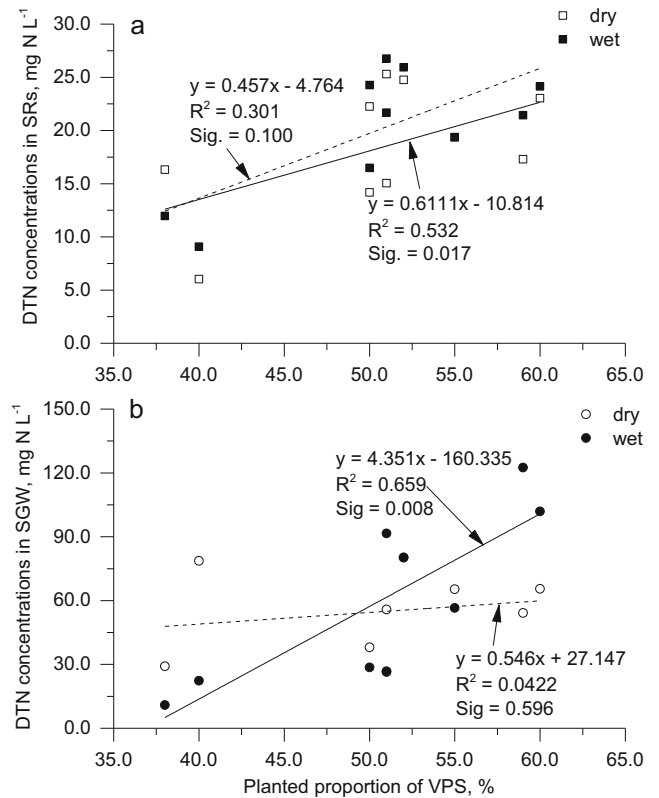 a
dry
wet
DTN concentrations in SRs, mg N L⁻¹
30.0
25.0
20.0
15.0
10.0
5.0
0.0
y = 0.457x - 4.764
R² = 0.301
Sig. = 0.100
y = 0.6111x - 10.814
R² = 0.532
Sig. = 0.017
35.0 40.0 45.0 50.0 55.0 60.0 65.0
b
dry
wet
DTN concentrations in SGW, mg N L⁻¹
150.0
120.0
90.0
60.0
30.0
0.0
y = 4.351x - 160.335
R² = 0.659
Sig = 0.008
y = 0.546x + 27.147
R² = 0.0422
Sig = 0.596
35.0 40.0 45.0 50.0 55.0 60.0 65.0
Planted proportion of VPS, %